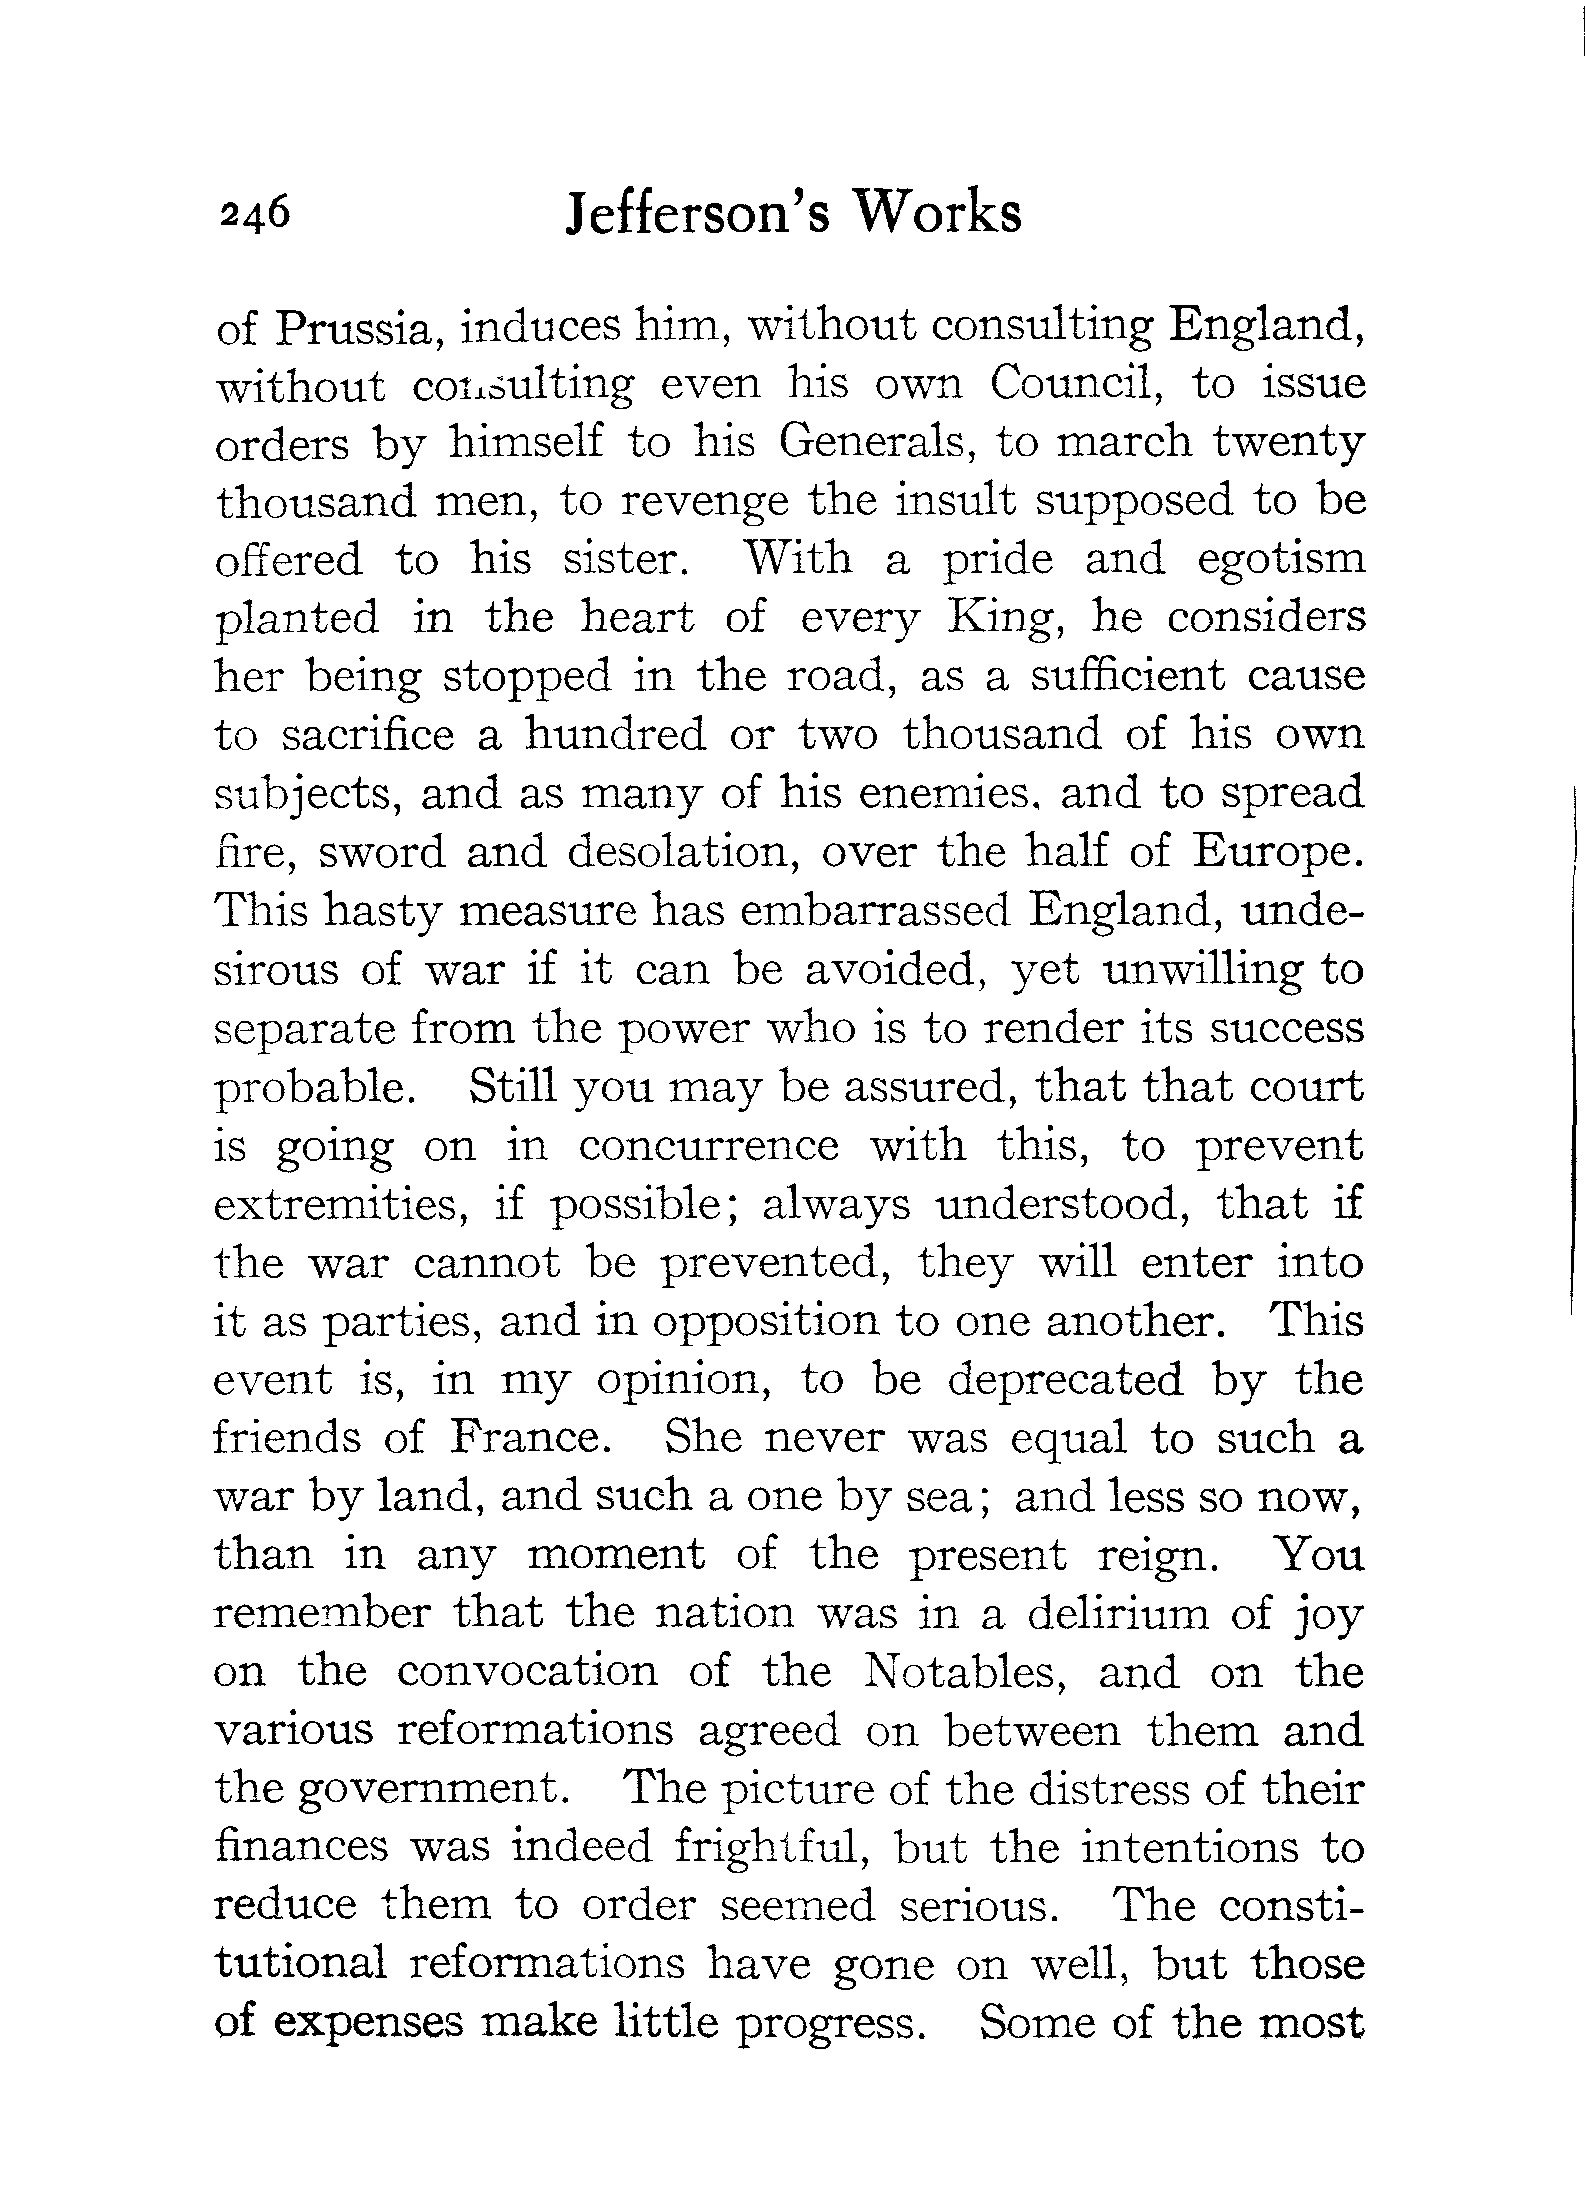 246 Jefferson's Works
of Prussia, induces him, without consulting England,
without consulting even his own Council, to issue
orders by himself to his Generals, to march twenty
thousand men, to revenge the insult supposed to be
offered to his sister. With a pride and egotism
planted in the heart of every King, he considers
her being stopped in the road, as a sufficient cause
to sacrifice a hundred or two thousand of his own
subjects, and as many of his enemies. and to spread
fire, sword and desolation, over the half of Europe.
This hasty measure has embarrassed England, unde-
sirous of war if it can be avoided, yet unwilling to
separate from the power who is to render its success
probable. Still you may be assured, that that court
is going on in concurrence with this, to prevent
extremities, if possible; always understood, that if
the war cannot be prevented, they will enter into
it as parties, and in opposition to one another. This
event is, in my opinion, to be deprecated by the
friends of France. She never was equal to such a
war by land, and such a one by sea; and less so now,
than in any moment of the present reign. You
remember that the nation was in a delirium of joy
on the convocation of the Notables, and on the
various reformations agreed on between them and
the government. The picture of the distress of their
finances was indeed frightful, but the intentions to
reduce them to order seemed serious. The consti-
tutional reformations have gone on well, but those
of expenses make little progress. Some of the most